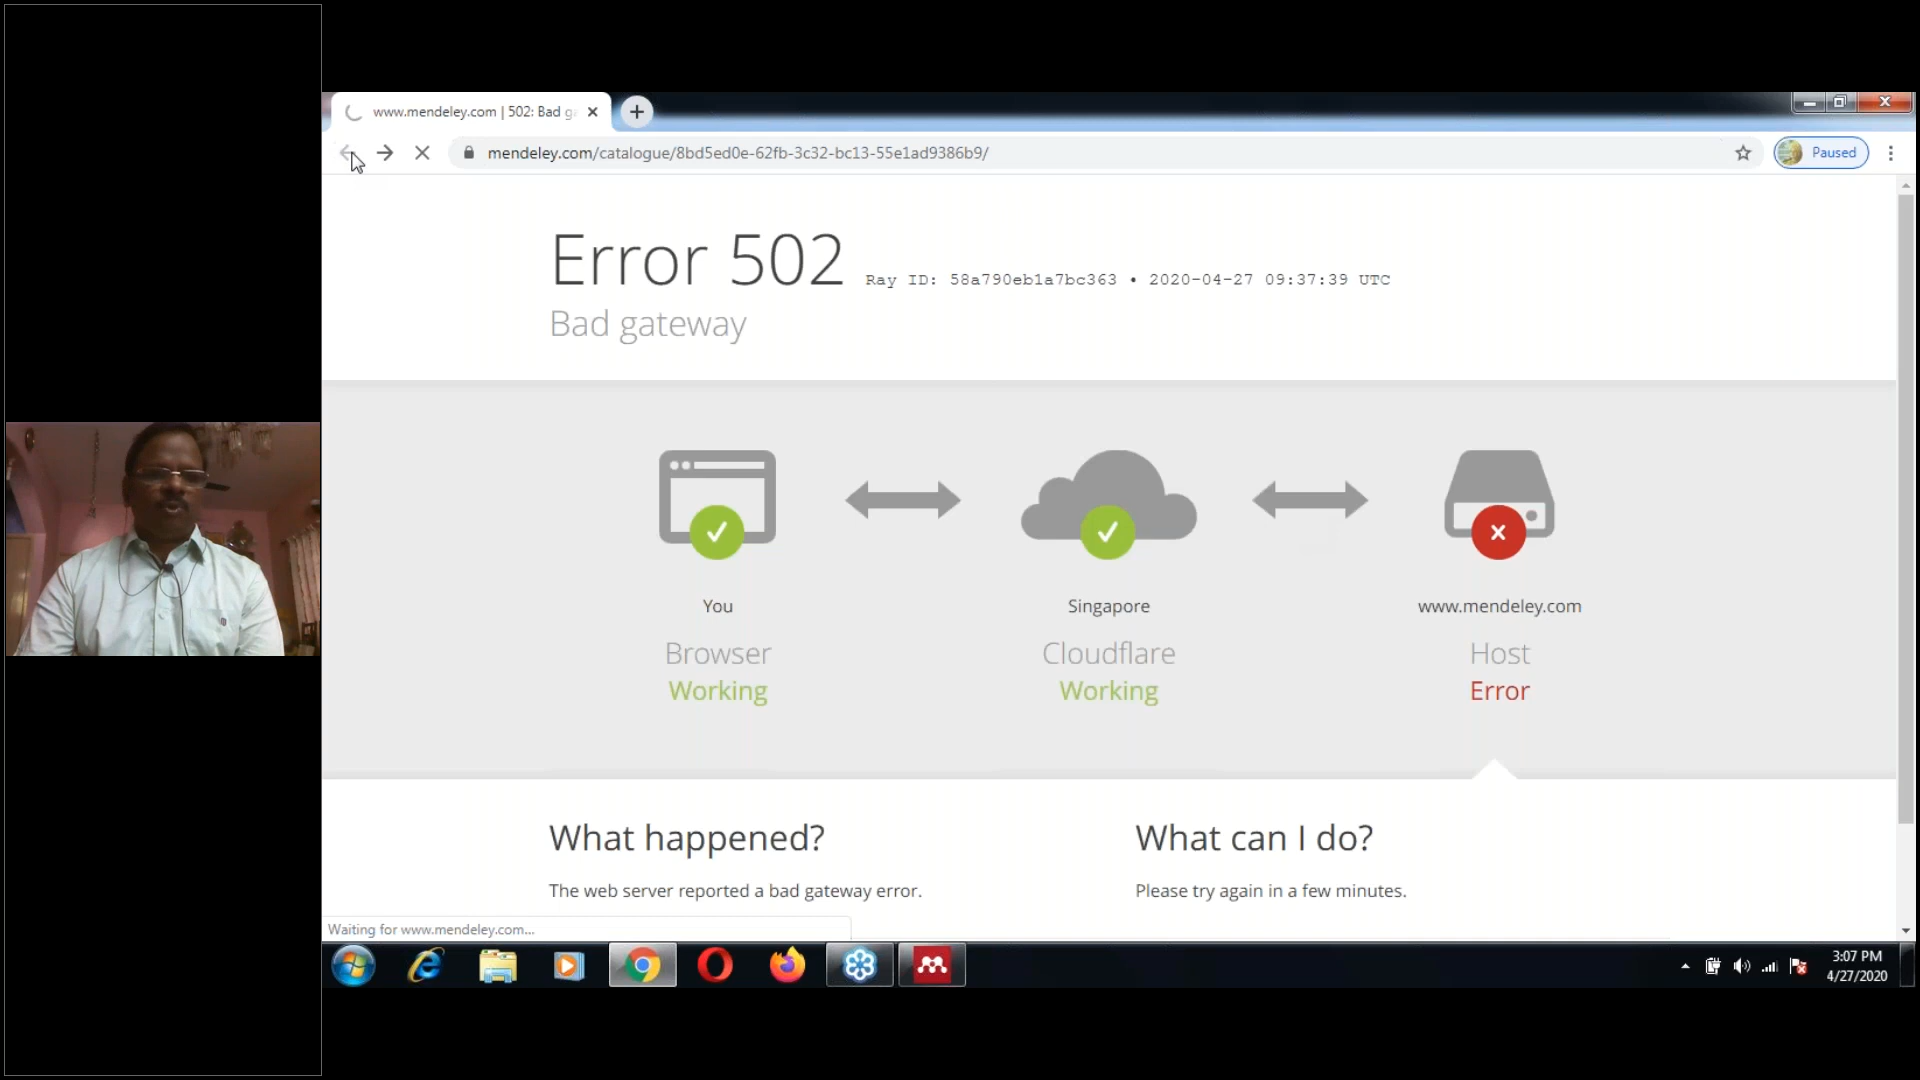 www.mendeley.com | 502: Bad g
mendeley.com/catalogue/8bd5ed0e-62fb-3c32-bc13-55e1ad9386b9/
Paused
Error 502
Ray ID: 58a790eb1a7bc363 • 2020-04-27 09:37:39 UTC
Bad gateway
You
Singapore
www.mendeley.com
Browser
Cloudflare
Host
Working
Working
Error
What happened?
What can I do?
The web server reported a bad gateway error.
Please try again in a few minutes.
Waiting for www.mendeley.com...
3:07 PM
4/27/2020